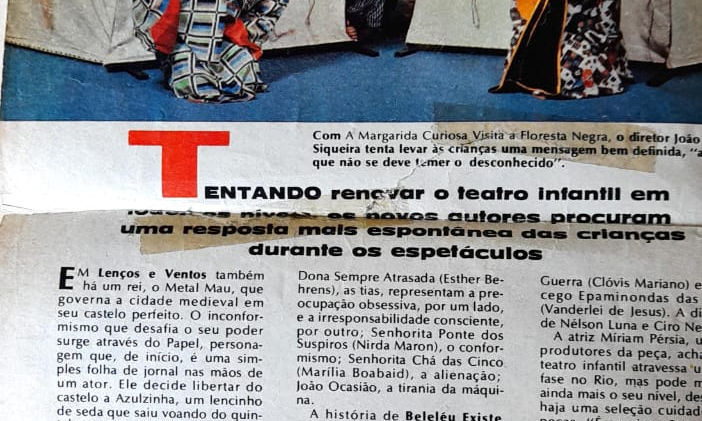 Com A Margarida Curiosa Visita a Floresta Negra, o diretor João
Siqueira tenta levar às crianças uma mensagem bem definida, "a
que não se deve temer o desconhecido".
TENTANDO renovar o teatro infantil em
todos os níveis, os novos autores procuram
uma resposta mais espontânea das crianças
durante os espetáculos
EM Lenços e Ventos também
há um rei, o Metal Mau, que
governa a cidade medieval em
seu castelo perfeito. O inconfor-
mismo que desafia o seu poder
surge através do Papel, persona-
gem que, de início, é uma sim-
ples folha de jornal nas mãos de
um ator. Ele decide libertar do
castelo a Azulzinha, um lencinho
de seda que saiu voando do quin-
Dona Sempre Atrasada (Esther Be-
hrens), as tias, representam a pre-
ocupação obsessiva, por um lado,
e a irresponsabilidade consciente,
por outro; Senhorita Ponte dos
Suspiros (Nirda Maron), o confor-
mismo; Senhorita Chá das Cinco
(Marília Boabaid), a alienação;
João Ocasião, a tirania da máqui-
na.
A história de Beleléu Existe
Guerra (Clóvis Mariano) e
cego Epaminondas das
(Vanderlei de Jesus). A di
de Nélson Luna e Ciro Ne
A atriz Míriam Pérsia, u
produtores da peça, acha
teatro infantil atravessa u
fase no Rio, mas pode m
ainda mais o seu nível, des
haja uma seleção cuidad